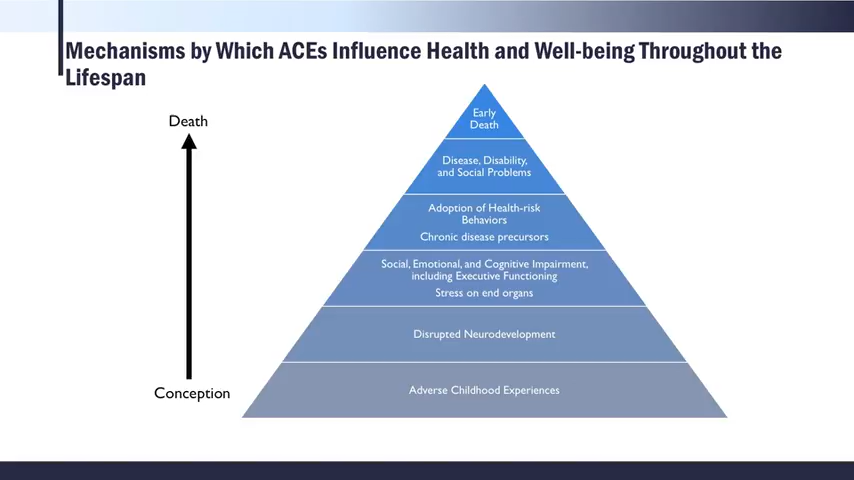 Mechanisms by Which ACEs Influence Health and Well-being Throughout the
Lifespan
Death
Early
Death
Disease, Disability,
and Social Problems
Adoption of Health-risk
Behaviors
Chronic disease precursors
Social, Emotional, and Cognitive Impairment,
including Executive Functioning
Stress on end organs
Disrupted Neurodevelopment
Adverse Childhood Experiences
Conception